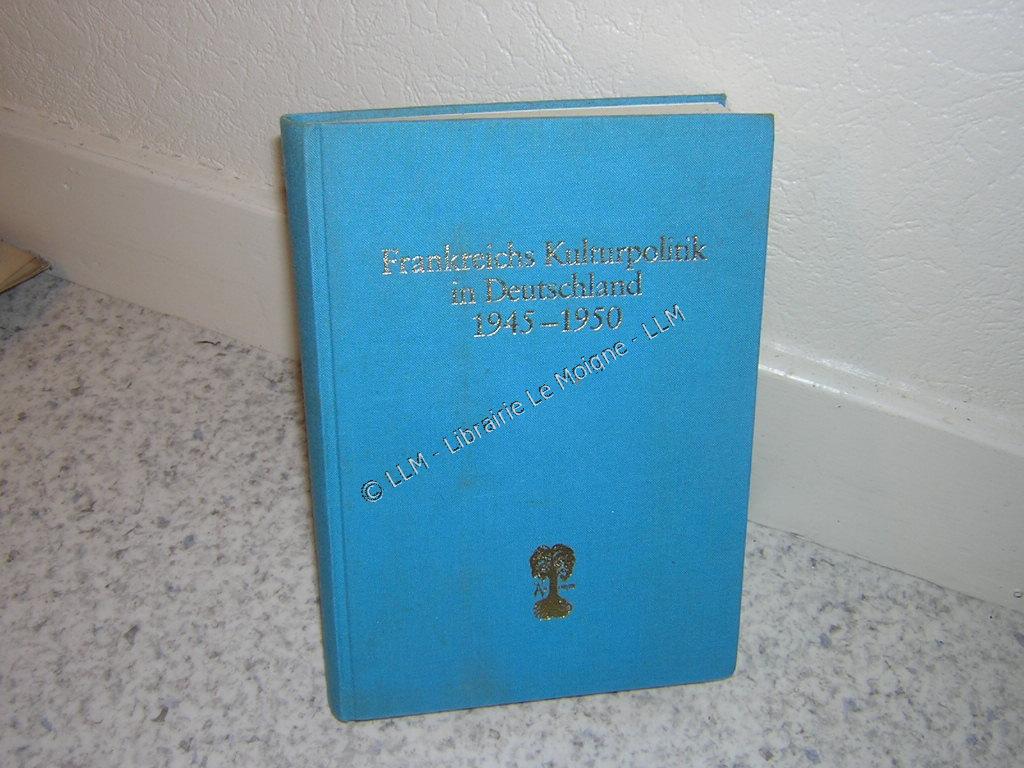 Frankreichs Kulturpolitik
in Deutschland
1945–1950
© LLM - Librairie Le Moigne - LLM